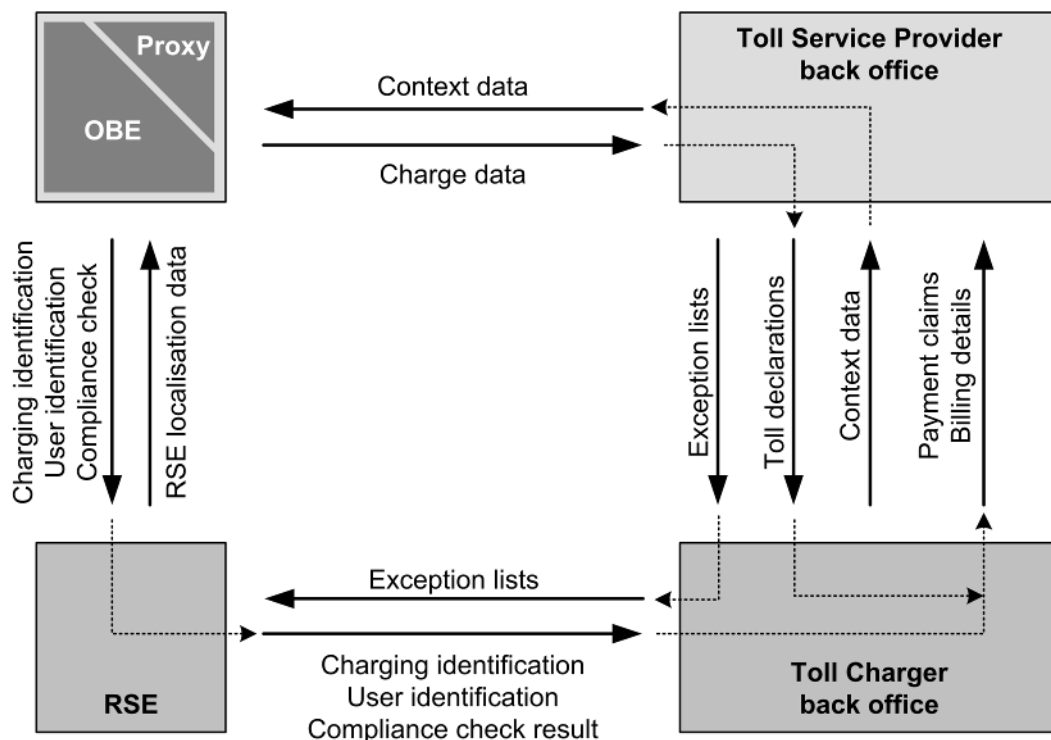 Proxy
OBE
Toll Service Provider
back office
Context data
Charge data
Charging identification
User identification
Compliance check
RSE localisation data
Exception lists
Toll declarations
Context data
Payment claims
Billing details
Exception lists
Charging identification
User identification
Compliance check result
RSE
Toll Charger
back office